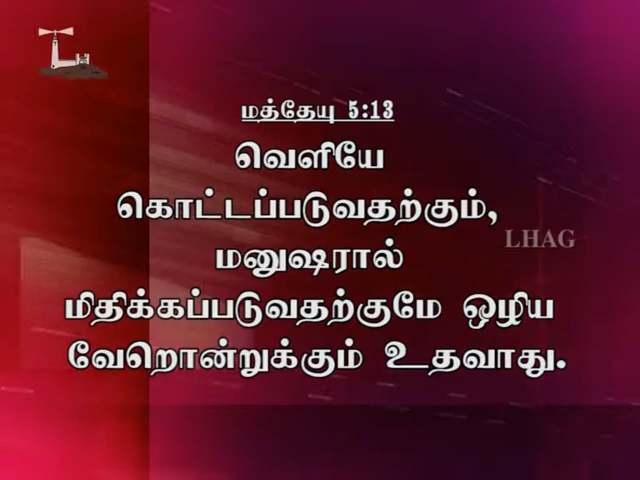 மத்தேயு 5:13
வெளியே
கொட்டப்படுவதற்கும்,
LHAG
மனுஷரால்
மிதிக்கப்படுவதற்குமே ஒழிய
வேறொன்றுக்கும் உதவாது.